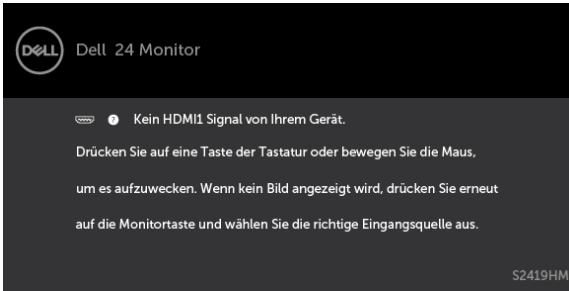 DELL
Dell 24 Monitor
? Kein HDMI1 Signal von Ihrem Gerät.
Drücken Sie auf eine Taste der Tastatur oder bewegen Sie die Maus,
um es aufzuwecken. Wenn kein Bild angezeigt wird, drücken Sie erneut
auf die Monitortaste und wählen Sie die richtige Eingangsquelle aus.
S2419HM